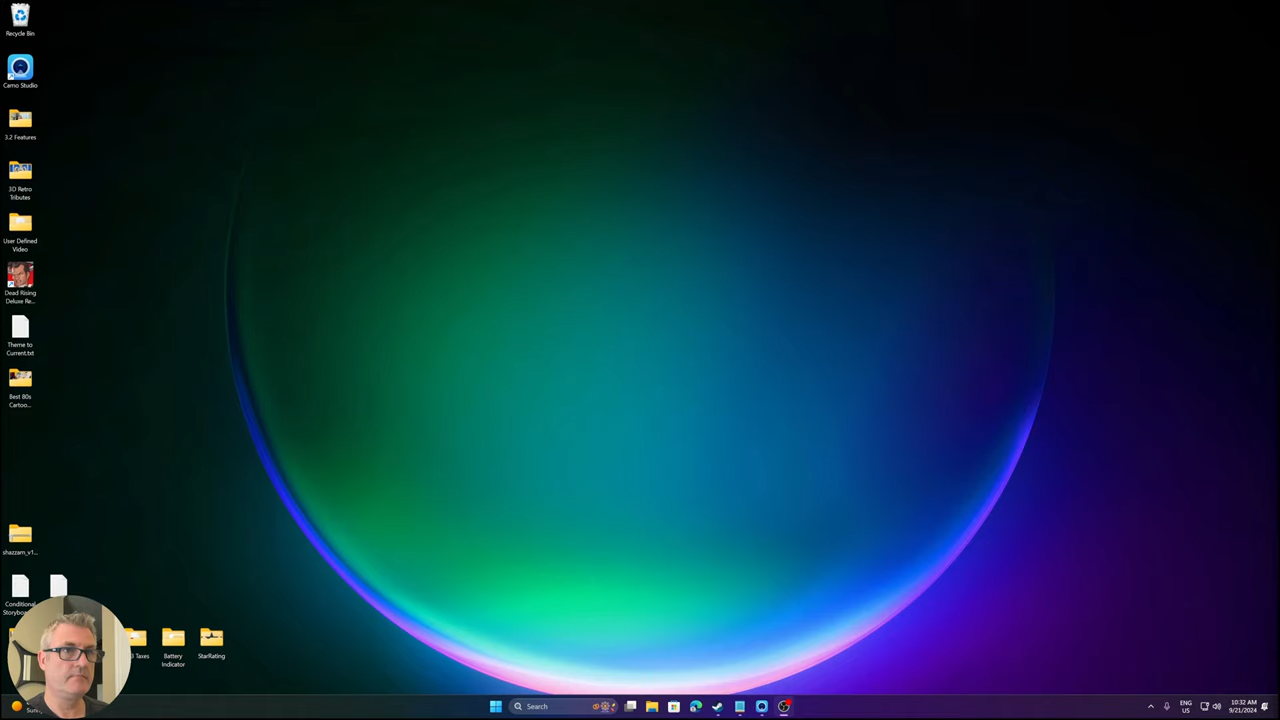 Recycle Bin
Camo Studio
3.2 Features
3D Retro
Tributes
User Defined
Video
Dead Rising
Deluxe Re...
Theme to
Current.txt
Best 80s
Cartoo...
shazzam_v1...
Conditional
Storyboa
3 Taxes
Battery
Indicator
StarRating
Search
ENG
US
10:32 AM
9/21/2024